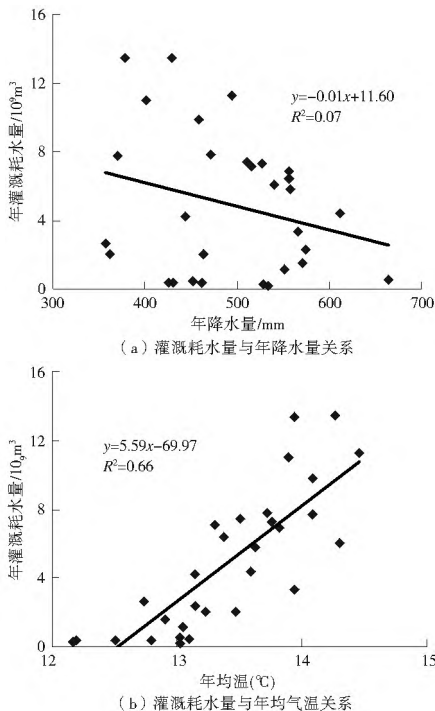 16
12
8
4
0
年灌溉耗水量/10⁹m³
y=-0.01x+11.60
R²=0.07
300 400 500 600 700
年降水量/mm
（a）灌溉耗水量与年降水量关系
16
12
8
4
0
年灌溉耗水量/10₉m³
y=5.59x-69.97
R²=0.66
12 13 14 15
年均温(℃)
（b）灌溉耗水量与年均气温关系